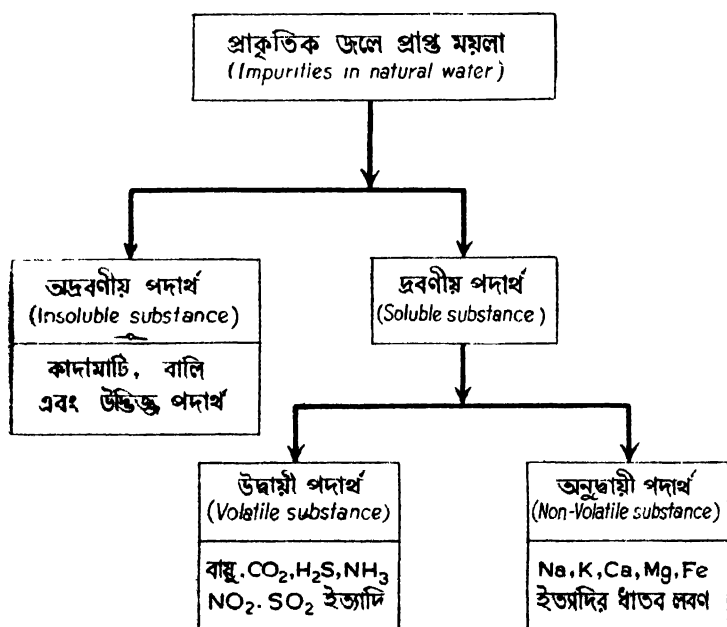 প্রাকৃতিক জলে প্রাপ্ত ময়লা
(Impurities in natural water)
অদ্রবণীয় পদার্থ
(Insoluble substance)
কাদামাটি, বালি
এবং উদ্ভিজ্জ পদার্থ
দ্রবণীয় পদার্থ
(Soluble substance)
উদ্বায়ী পদার্থ
(Volatile substance)
বায়ু.CO₂,H₂S,NH₃
NO₂. SO₂ ইত্যাদি
অনুদ্বায়ী পদার্থ
(Non-Volatile substance)
Na,K,Ca,Mg,Fe
ইত্যাদির ধাতব লবণ